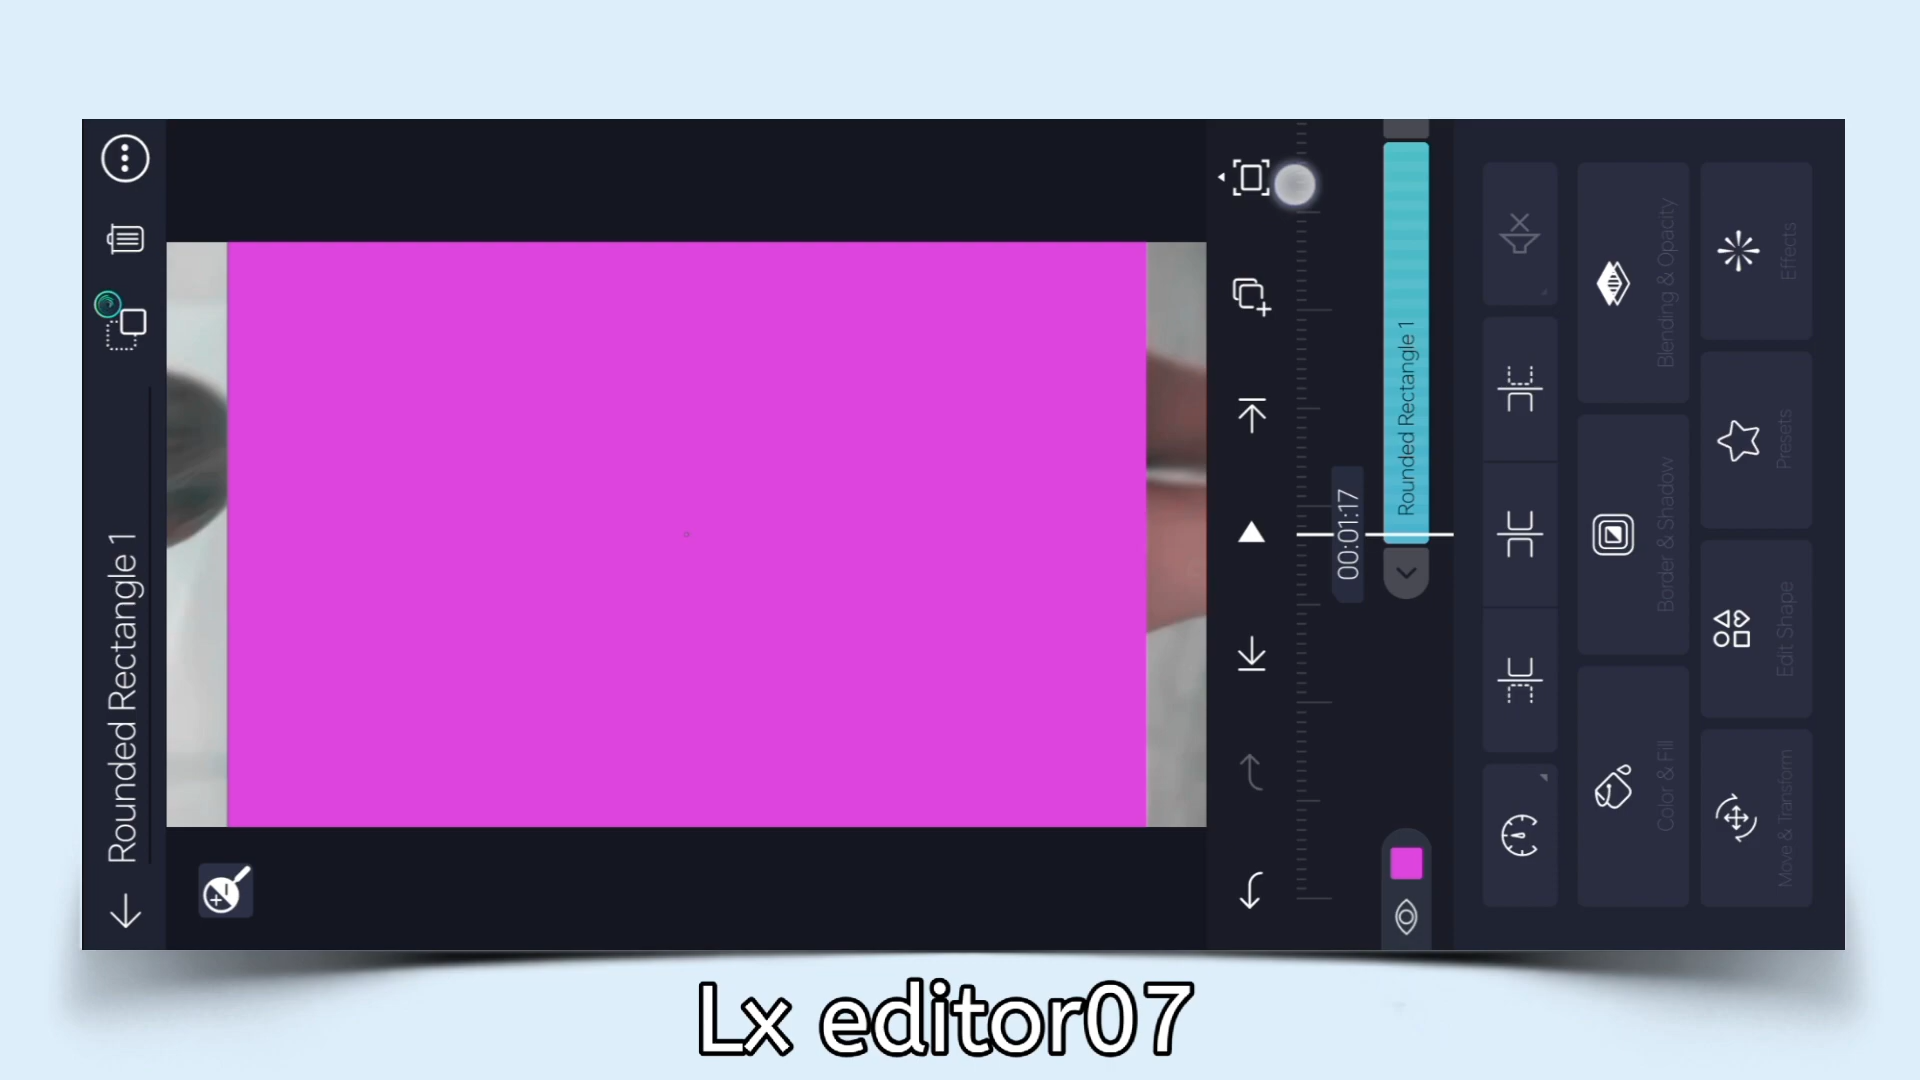 Rounded Rectangle 1
00:01:17
Rounded Rectangle 1
Blending & Opacity
Border & Shadow
Color & Fill
Effects
Presets
Edit Shape
Move & Transform
Lx editor07